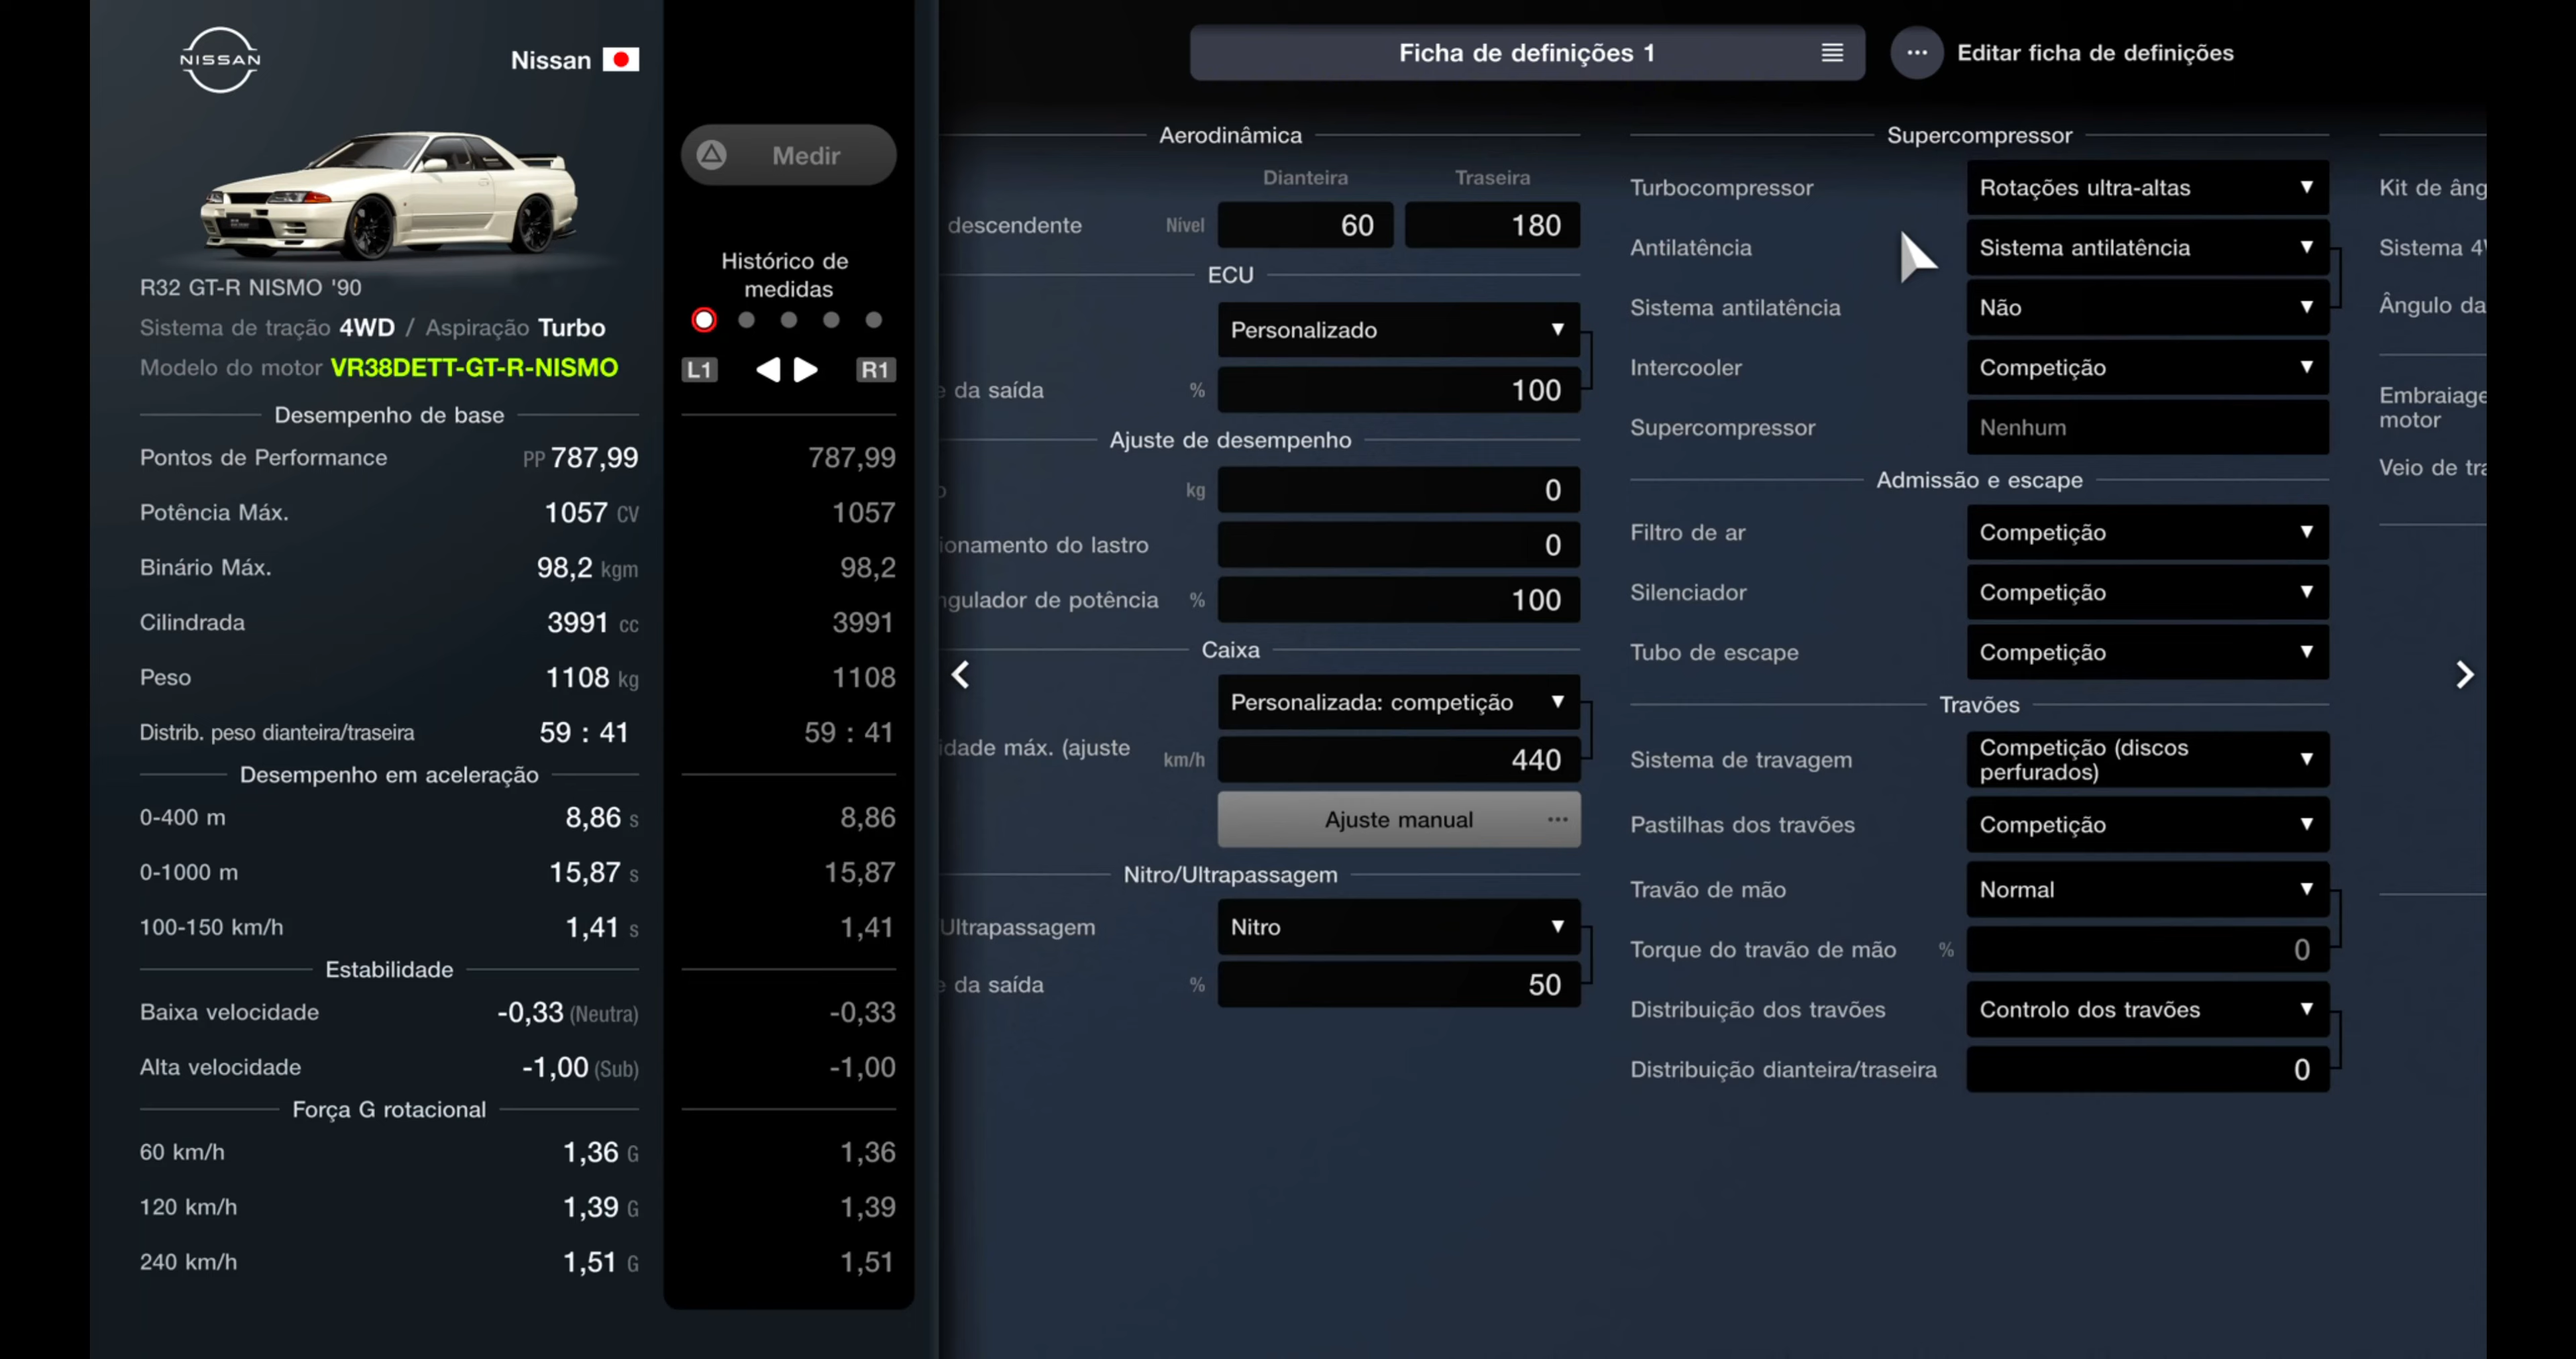 NISSAN
Nissan
R32 GT-R NISMO '90
Sistema de tração 4WD / Aspiração Turbo
Modelo do motor VR38DETT-GT-R-NISMO
Desempenho de base
Pontos de Performance PP 787,99
Potência Máx. 1057 CV
Binário Máx. 98,2 kgm
Cilindrada 3991 cc
Peso 1108 kg
Distrib. peso dianteira/traseira 59 : 41
Desempenho em aceleração
0-400 m 8,86 s
0-1000 m 15,87 s
100-150 km/h 1,41 s
Estabilidade
Baixa velocidade -0,33 (Neutra)
Alta velocidade -1,00 (Sub)
Força G rotacional
60 km/h 1,36 G
120 km/h 1,39 G
240 km/h 1,51 G
Medir
Histórico de
medidas
L1 R1
787,99
1057
98,2
3991
1108
59 : 41
8,86
15,87
1,41
-0,33
-1,00
1,36
1,39
1,51
Ficha de definições 1
Editar ficha de definições
Aerodinâmica
Dianteira Traseira
descendente Nível 60 180
ECU
Personalizado
da saída % 100
Ajuste de desempenho
kg 0
ionamento do lastro 0
ngulador de potência % 100
Caixa
Personalizada: competição
idade máx. (ajuste km/h 440
Ajuste manual ...
Nitro/Ultrapassagem
Ultrapassagem Nitro
da saída % 50
Supercompressor
Turbocompressor Rotações ultra-altas
Antilatência Sistema antilatência
Sistema antilatência Não
Intercooler Competição
Supercompressor Nenhum
Admissão e escape
Filtro de ar Competição
Silenciador Competição
Tubo de escape Competição
Travões
Sistema de travagem Competição (discos
perfurados)
Pastilhas dos travões Competição
Travão de mão Normal
Torque do travão de mão % 0
Distribuição dos travões Controlo dos travões
Distribuição dianteira/traseira 0
Kit de âng
Sistema 4
Ângulo da
Embraiage
motor
Veio de tra